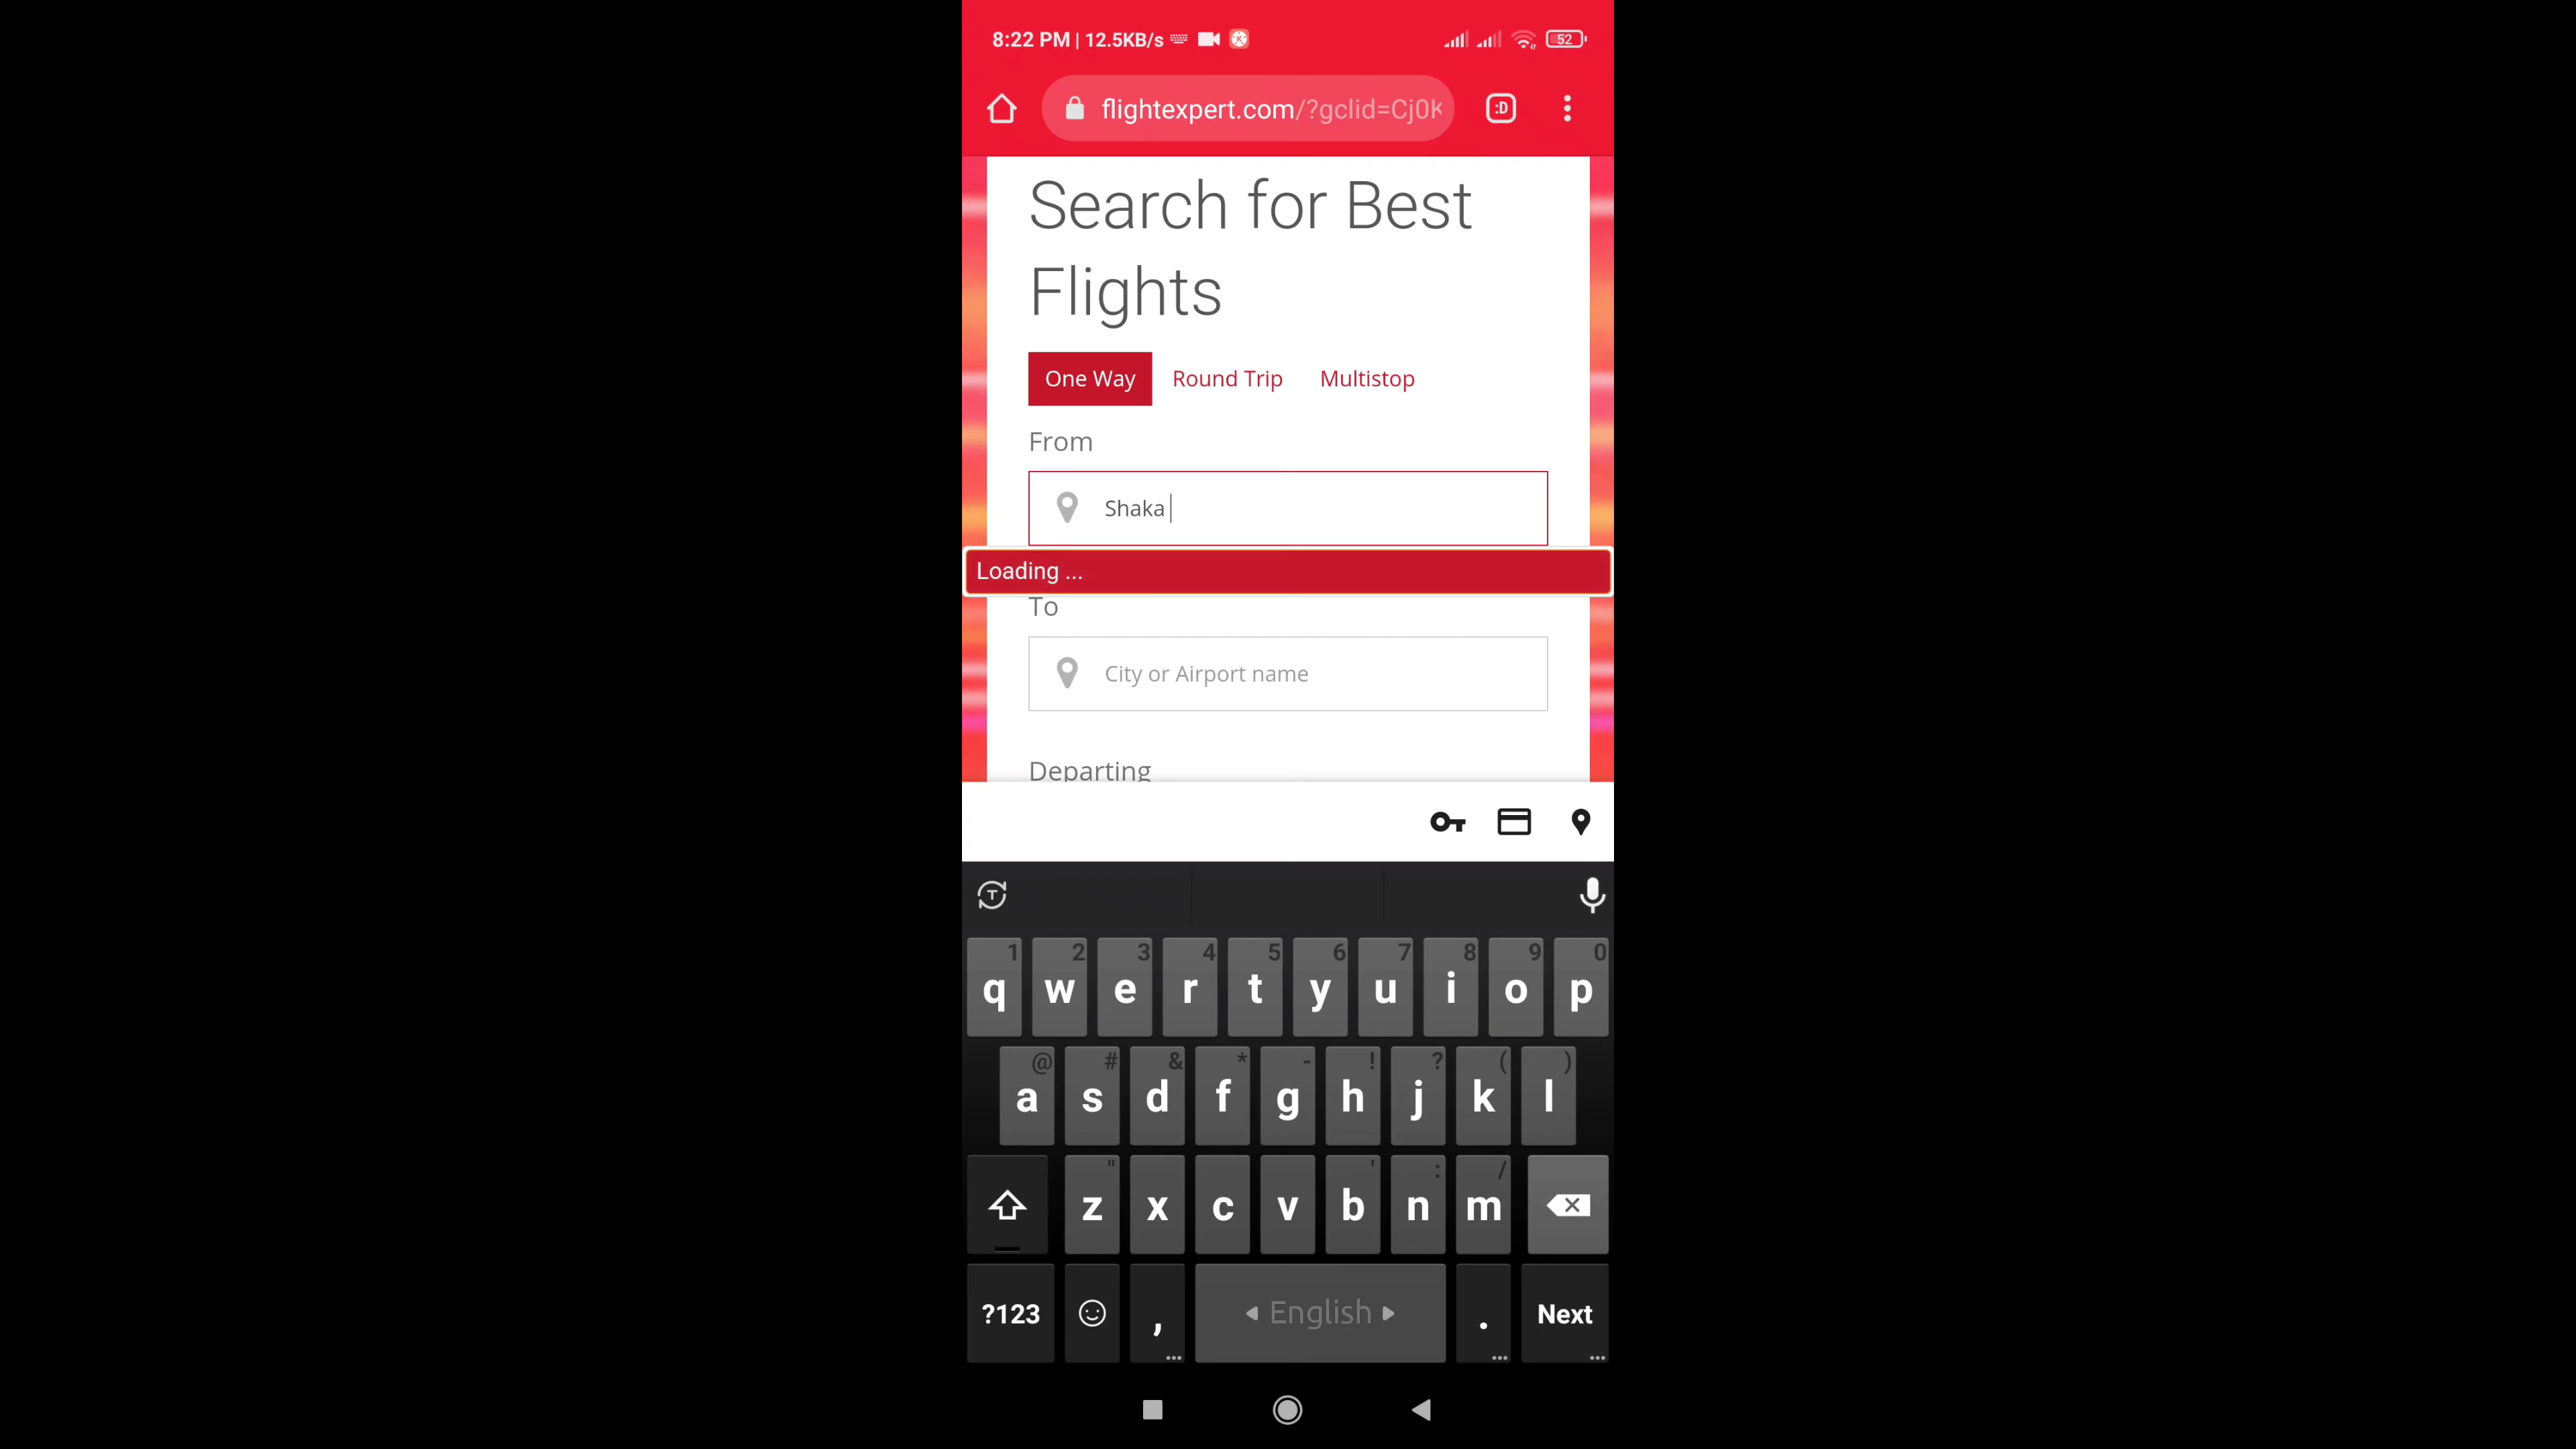 8:22 PM | 12.5KB/s
52
flightexpert.com/?gclid=Cj0K
:D
Search for Best
Flights
One Way Round Trip Multistop
From
Shaka
Loading ...
To
City or Airport name
Departing
T
1 2 3 4 5 6 7 8 9 0
q w e r t y u i o p
@ # & * - ! ? ( )
a s d f g h j k l
" ' : /
z x c v b n m
?123 , English . Next